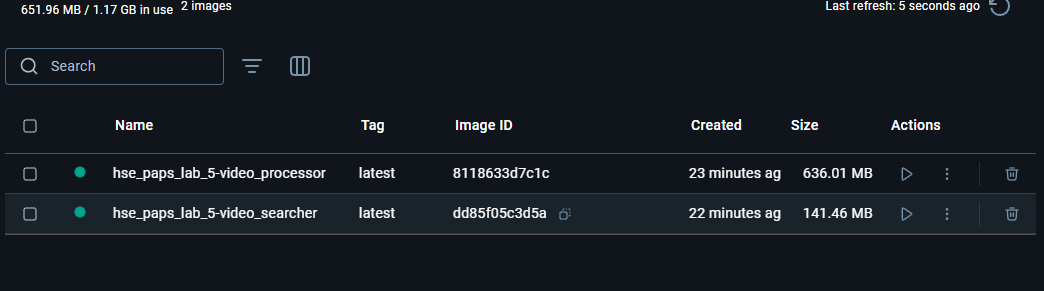 651.96 MB / 1.17 GB in use 2 images Last refresh: 5 seconds ago
Search
Name Tag Image ID Created Size Actions
hse_paps_lab_5-video_processor latest 8118633d7c1c 23 minutes ag 636.01 MB
hse_paps_lab_5-video_searcher latest dd85f05c3d5a 22 minutes ag 141.46 MB